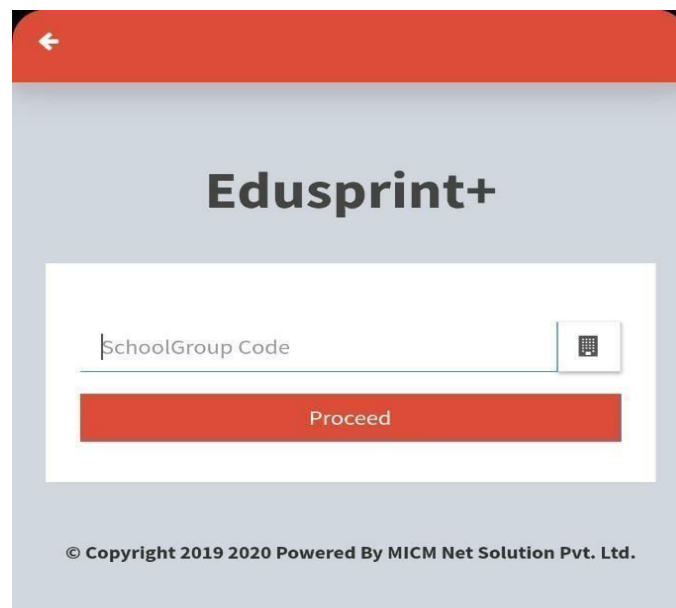 Edusprint+
SchoolGroup Code
Proceed
© Copyright 2019 2020 Powered By MICM Net Solution Pvt. Ltd.